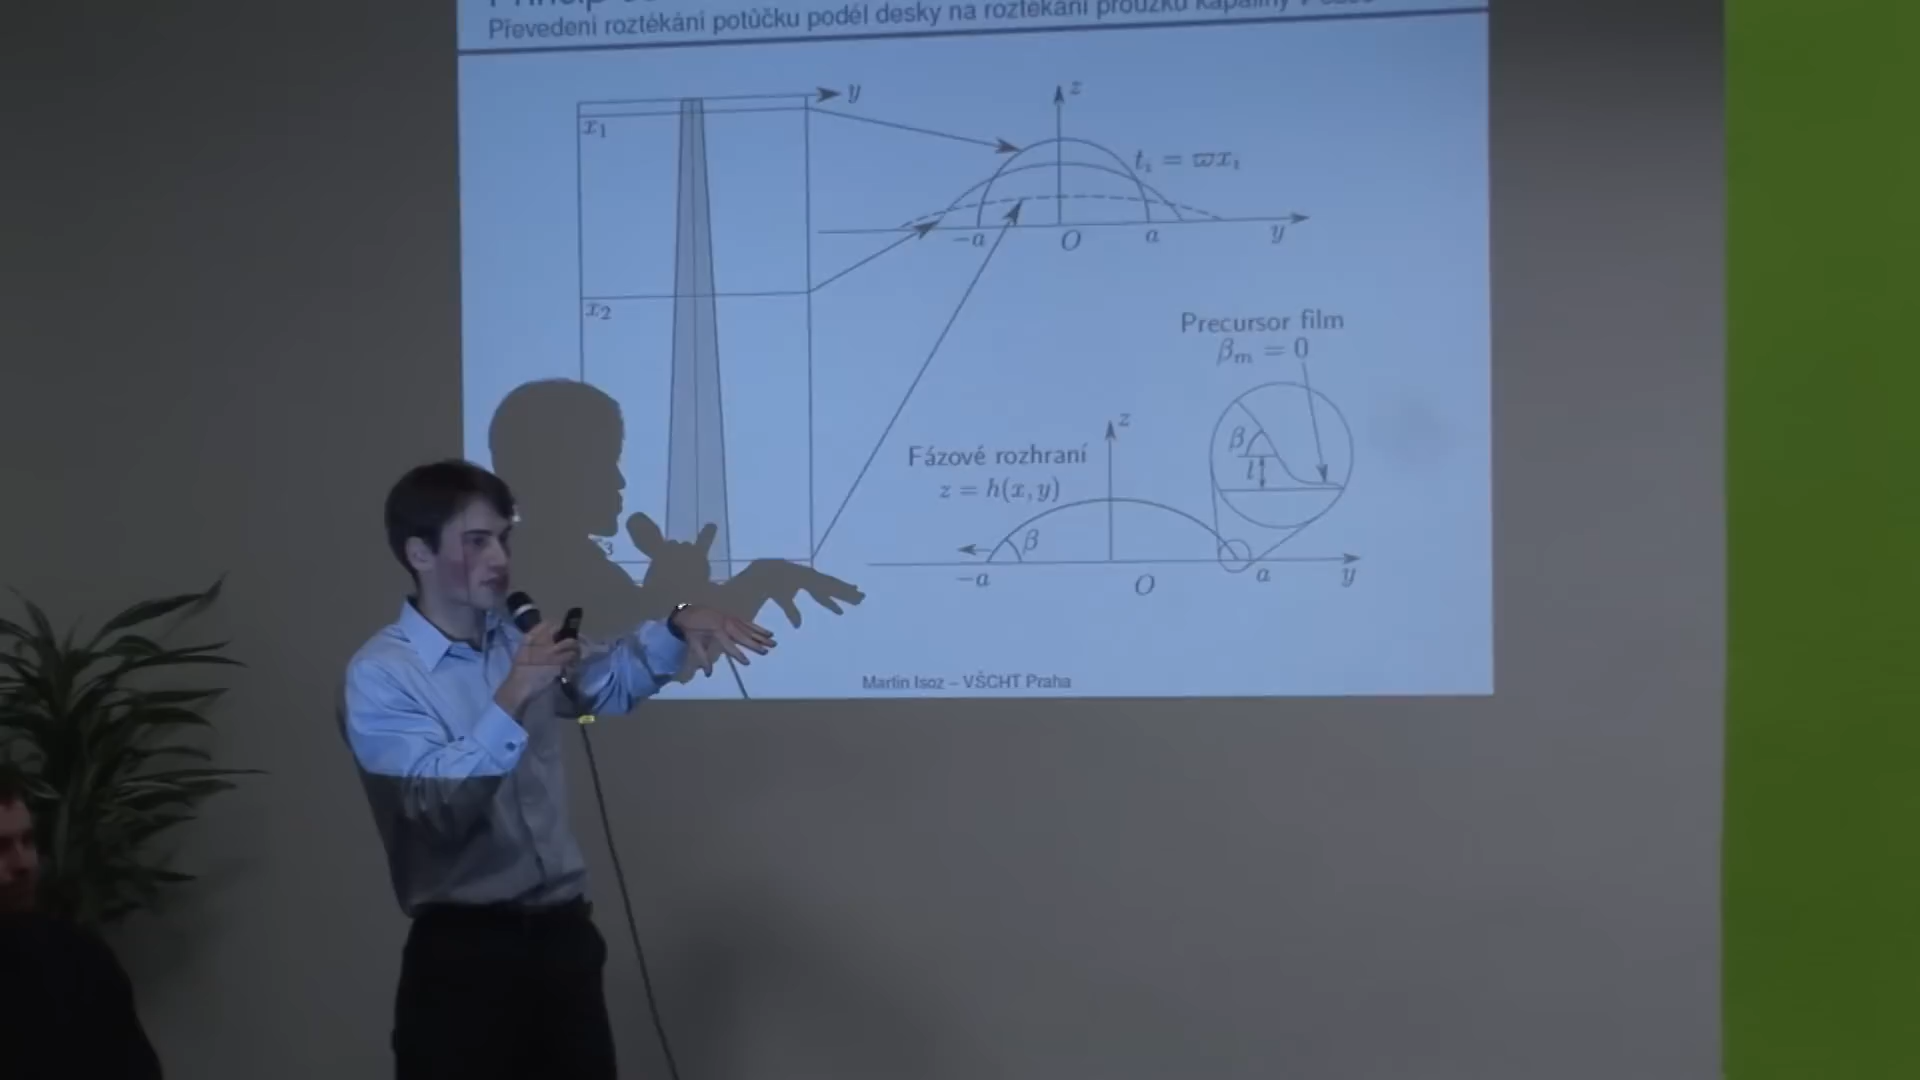 Převedení roztékání potůčku podél desky na roztékání proužku kapaliny v
y
x₁
x₂
z
tᵢ = ϖxᵢ
−a
O
a
y
Precursor film
βₘ = 0
β
l
Fázové rozhraní
z = h(x, y)
z
β
−a
O
a
y
Martin Isoz – VŠCHT Praha